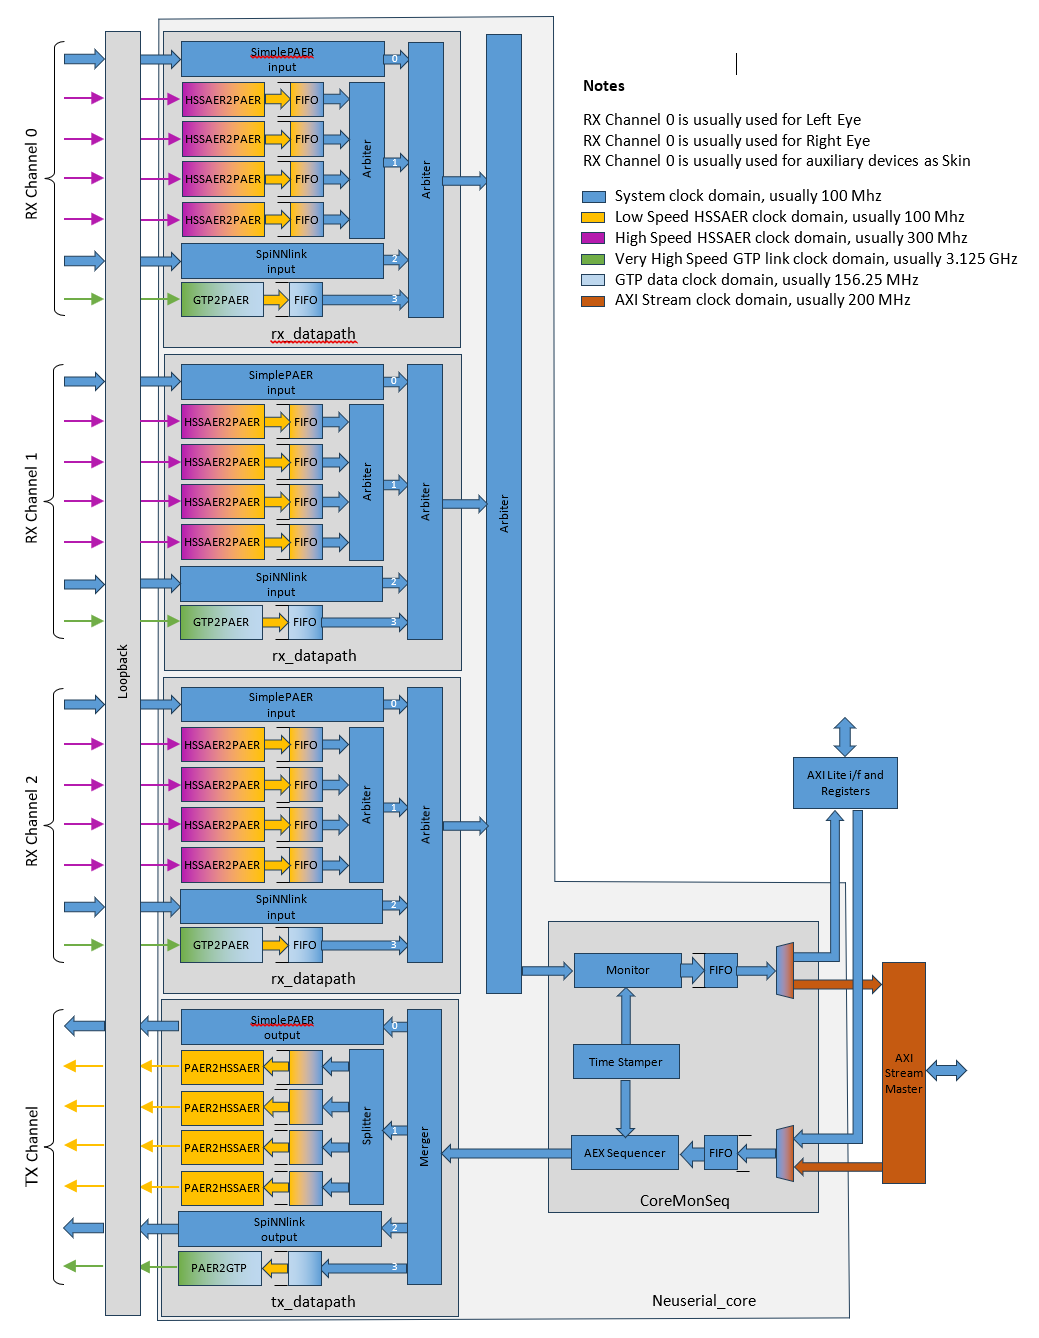 RX Channel 0
SimplePAER
input
0
HSSAER2PAER
FIFO
HSSAER2PAER
FIFO
HSSAER2PAER
FIFO
HSSAER2PAER
FIFO
Arbiter
1
SpiNNlink
input
2
GTP2PAER
FIFO
3
Arbiter
rx_datapath
Notes
RX Channel 0 is usually used for Left Eye
RX Channel 0 is usually used for Right Eye
RX Channel 0 is usually used for auxiliary devices as Skin
System clock domain, usually 100 Mhz
Low Speed HSSAER clock domain, usually 100 Mhz
High Speed HSSAER clock domain, usually 300 Mhz
Very High Speed GTP link clock domain, usually 3.125 GHz
GTP data clock domain, usually 156.25 MHz
AXI Stream clock domain, usually 200 MHz
RX Channel 1
SimplePAER
input
0
HSSAER2PAER
FIFO
HSSAER2PAER
FIFO
HSSAER2PAER
FIFO
HSSAER2PAER
FIFO
Arbiter
1
SpiNNlink
input
2
GTP2PAER
FIFO
3
Arbiter
rx_datapath
Arbiter
Loopback
RX Channel 2
SimplePAER
input
0
HSSAER2PAER
FIFO
HSSAER2PAER
FIFO
HSSAER2PAER
FIFO
HSSAER2PAER
FIFO
Arbiter
1
SpiNNlink
input
2
GTP2PAER
FIFO
3
Arbiter
rx_datapath
AXI Lite i/f and
Registers
Monitor
FIFO
Time Stamper
AEX Sequencer
FIFO
CoreMonSeq
AXI
Stream
Master
TX Channel
SimplePAER
output
0
PAER2HSSAER
PAER2HSSAER
PAER2HSSAER
PAER2HSSAER
Splitter
1
SpiNNlink
output
2
PAER2GTP
3
Merger
tx_datapath
Neuserial_core